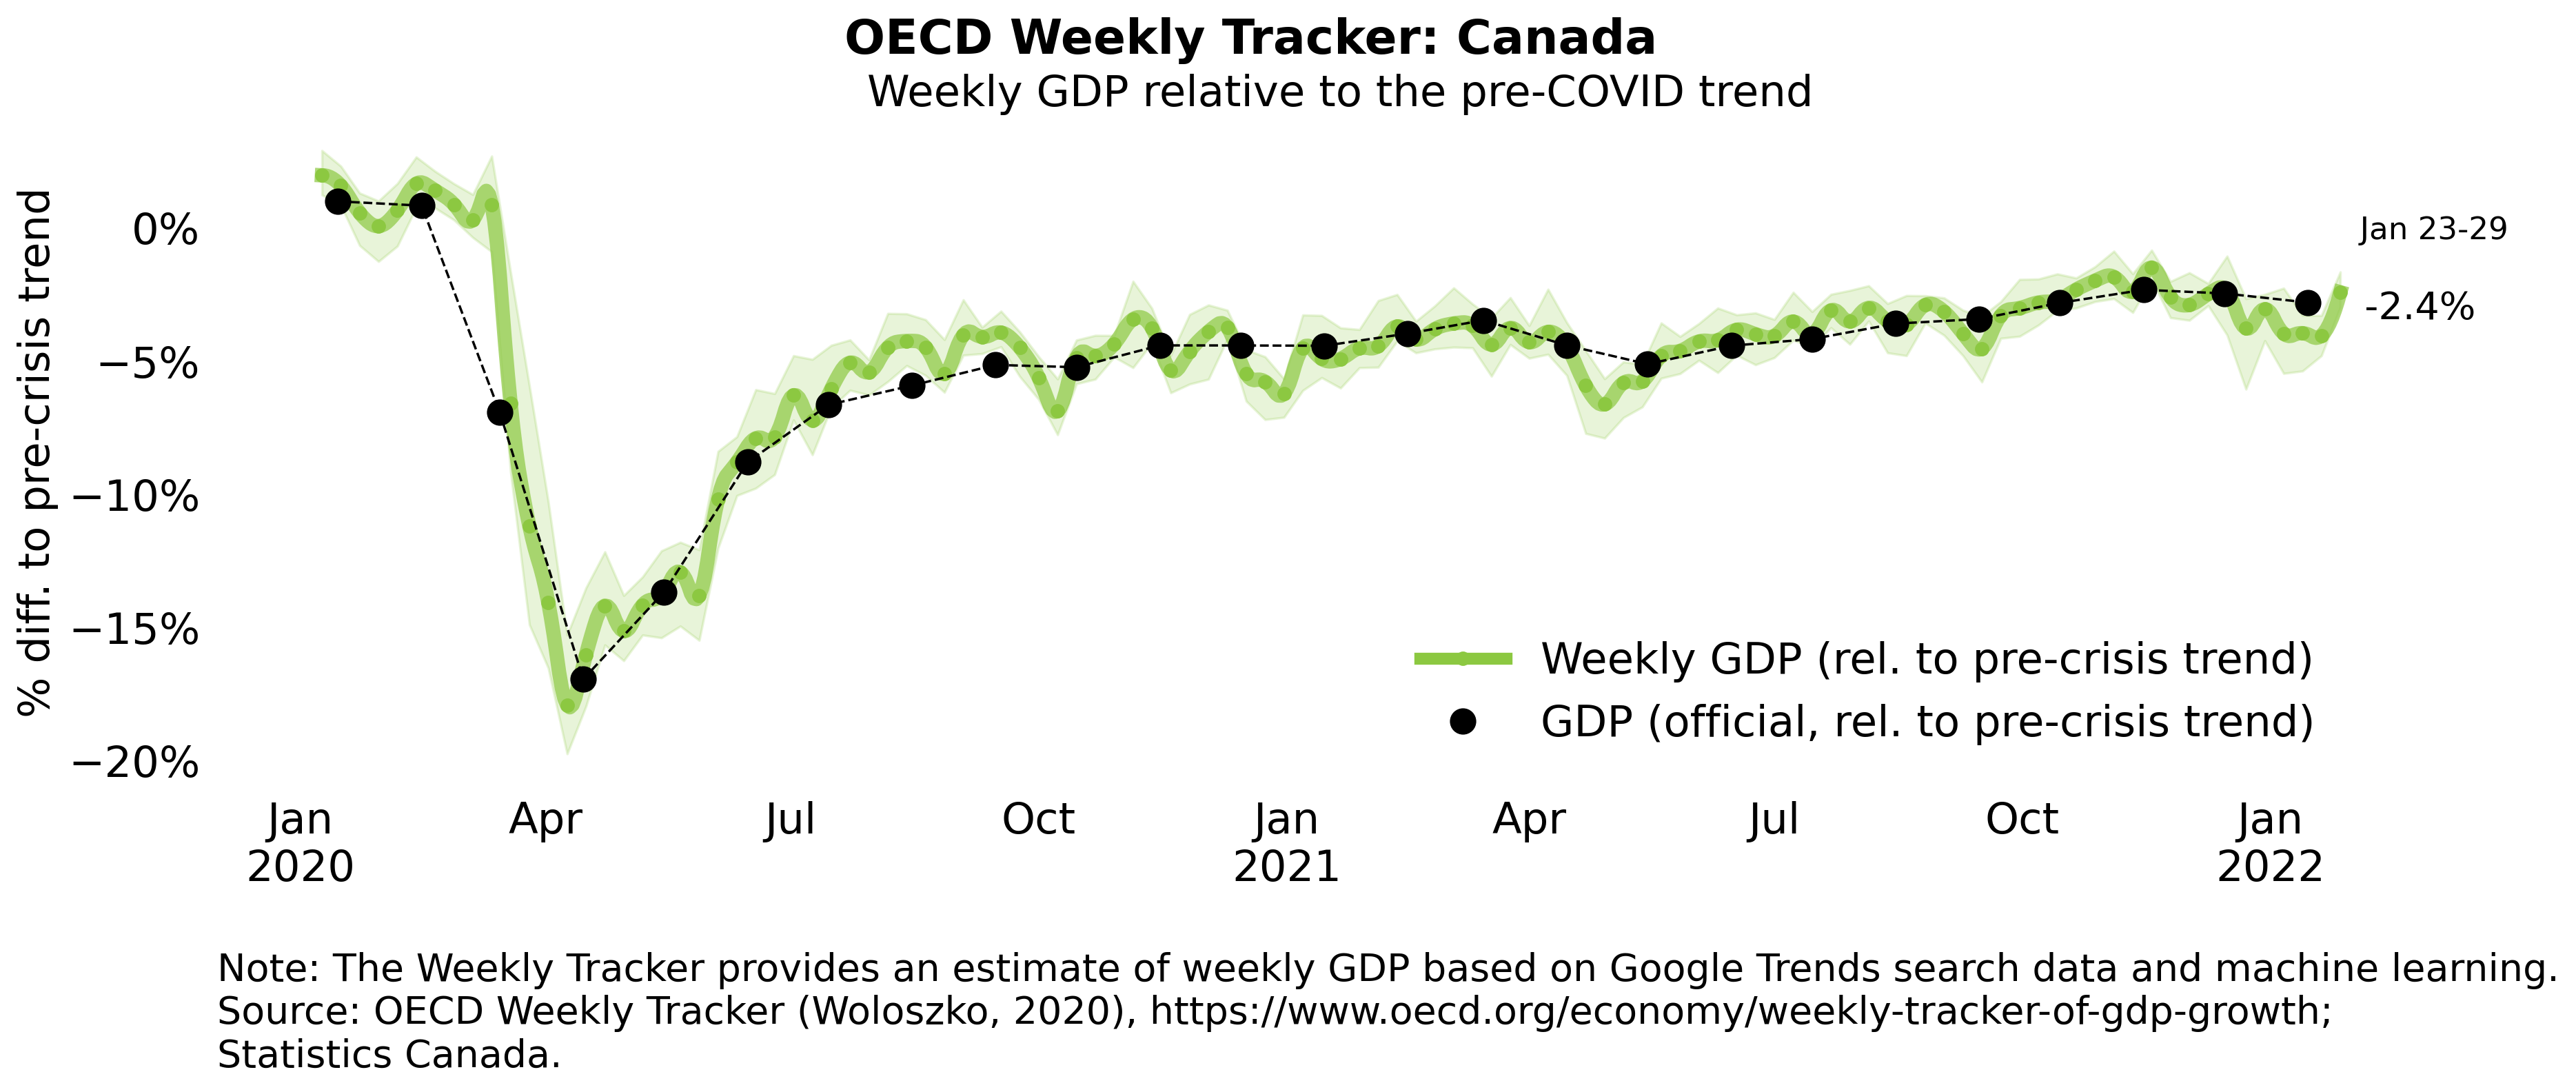 OECD Weekly Tracker: Canada
Weekly GDP relative to the pre-COVID trend
% diff. to pre-crisis trend
0%
−5%
−10%
−15%
−20%
Jan 23-29
-2.4%
Weekly GDP (rel. to pre-crisis trend)
GDP (official, rel. to pre-crisis trend)
Jan Apr Jul Oct Jan Apr Jul Oct Jan
2020 2021 2022
Note: The Weekly Tracker provides an estimate of weekly GDP based on Google Trends search data and machine learning.
Source: OECD Weekly Tracker (Woloszko, 2020), https://www.oecd.org/economy/weekly-tracker-of-gdp-growth;
Statistics Canada.